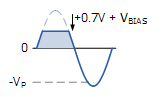 +0.7V + VBIAS
0
-VP